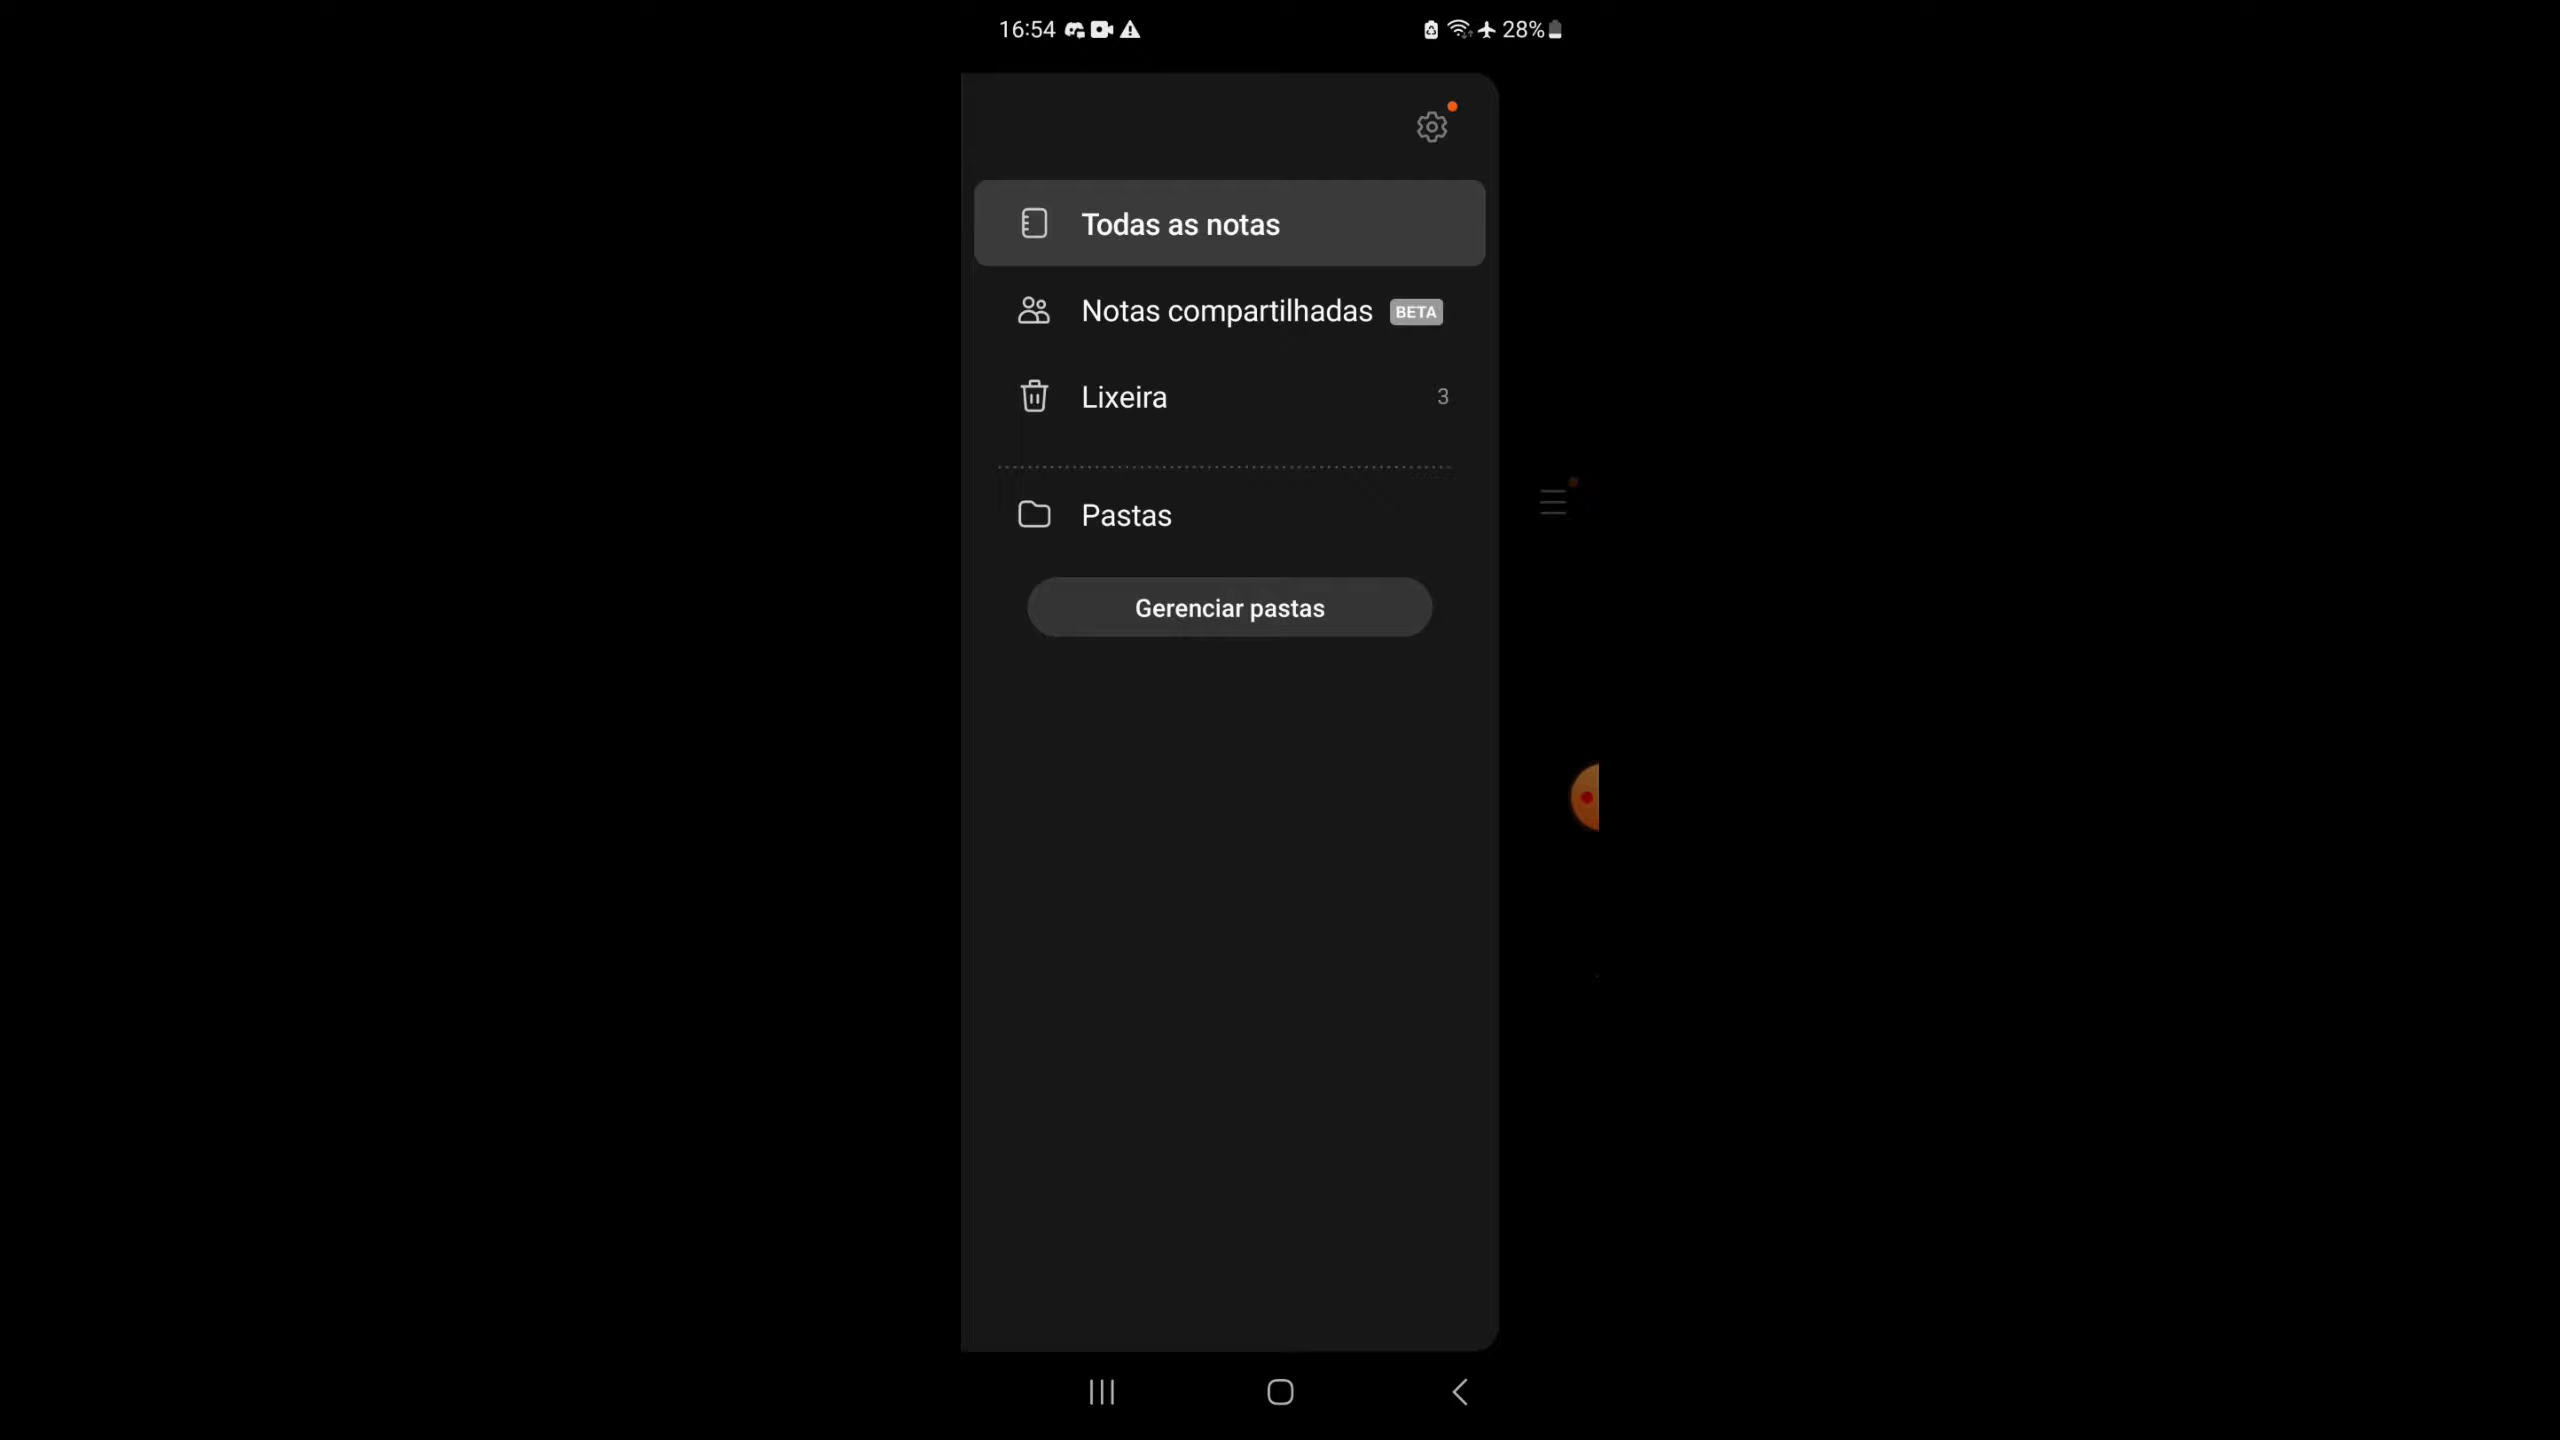 16:54 28%
Todas as notas
Notas compartilhadas BETA
Lixeira 3
Pastas
Gerenciar pastas